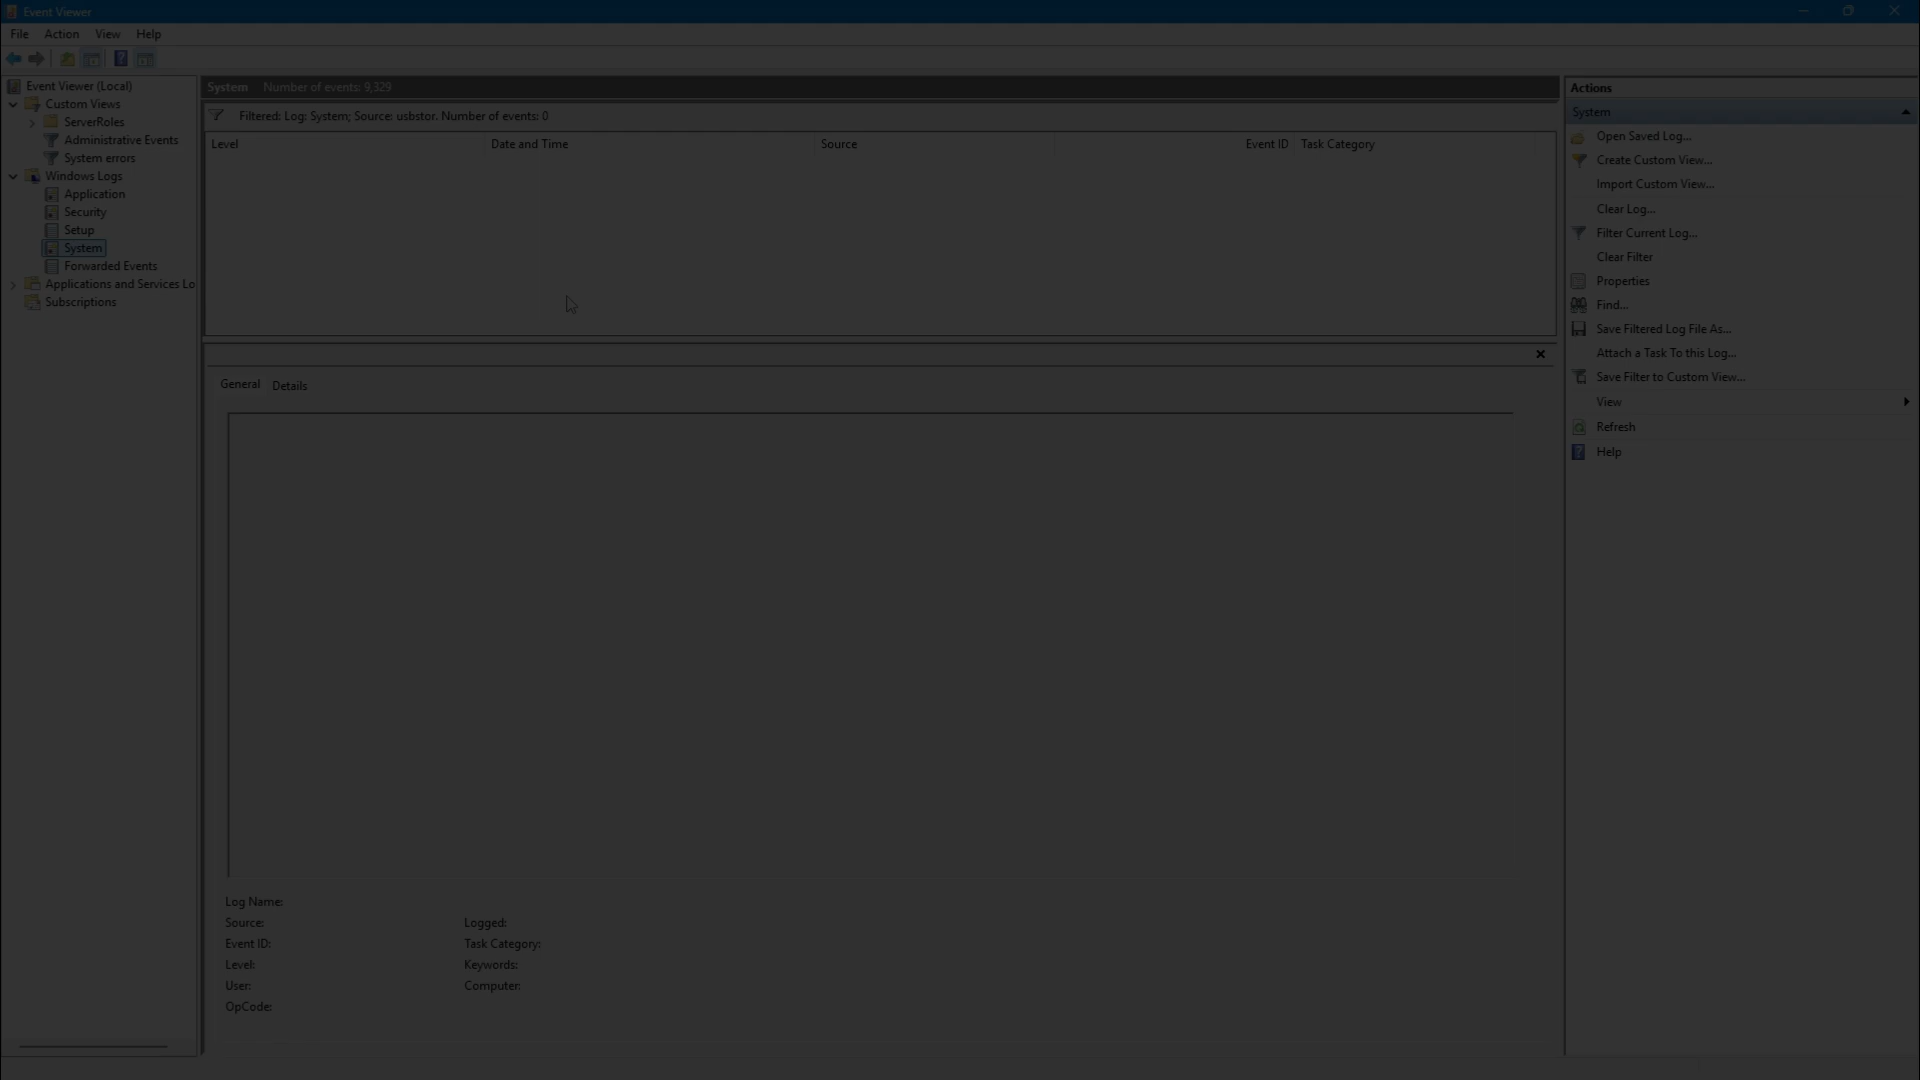 Event Viewer
File Action View Help
Event Viewer (Local)
Custom Views
ServerRoles
Administrative Events
System errors
Windows Logs
Application
Security
Setup
System
Forwarded Events
Applications and Services Lo
Subscriptions
System Number of events: 9,329
Filtered: Log: System; Source: usbstor. Number of events: 0
Level Date and Time Source Event ID Task Category
General Details
Log Name:
Source: Logged:
Event ID: Task Category:
Level: Keywords:
User: Computer:
OpCode:
Actions
System
Open Saved Log...
Create Custom View...
Import Custom View...
Clear Log...
Filter Current Log...
Clear Filter
Properties
Find...
Save Filtered Log File As...
Attach a Task To this Log...
Save Filter to Custom View...
View
Refresh
Help